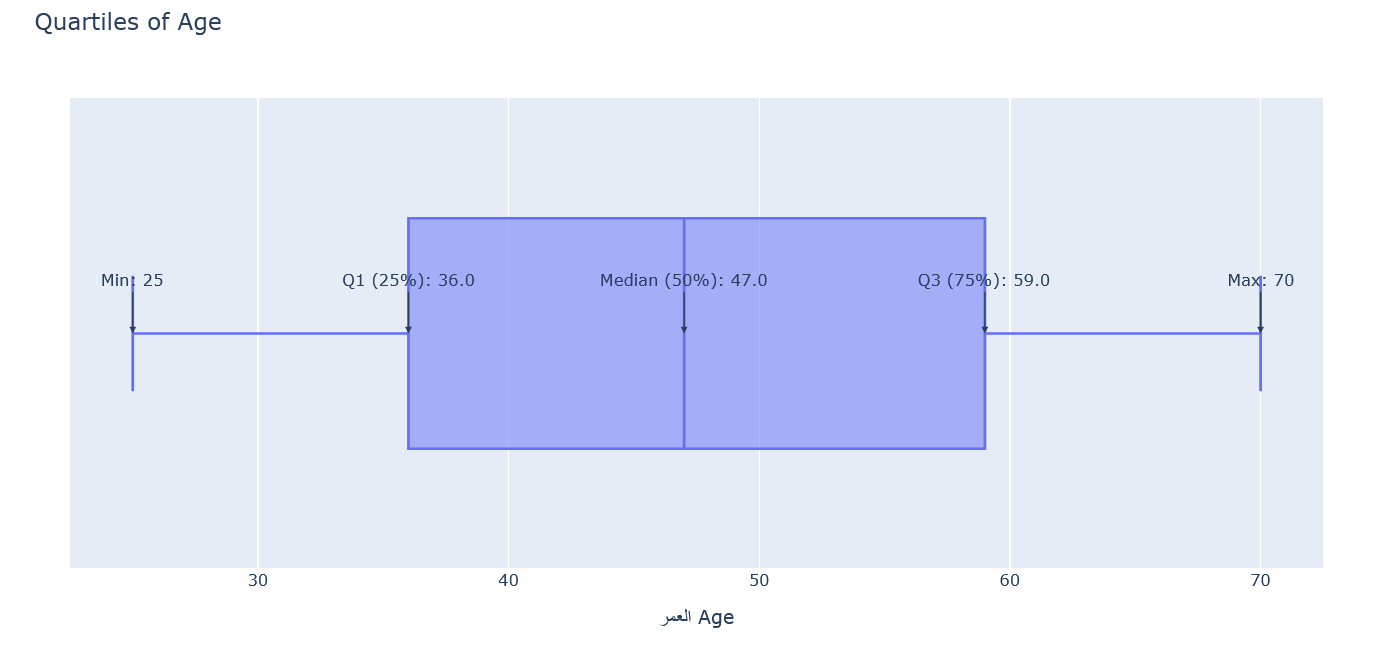 Quartiles of Age
Min: 25
Q1 (25%): 36.0
Median (50%): 47.0
Q3 (75%): 59.0
Max: 70
30
40
50
60
70
العمر Age